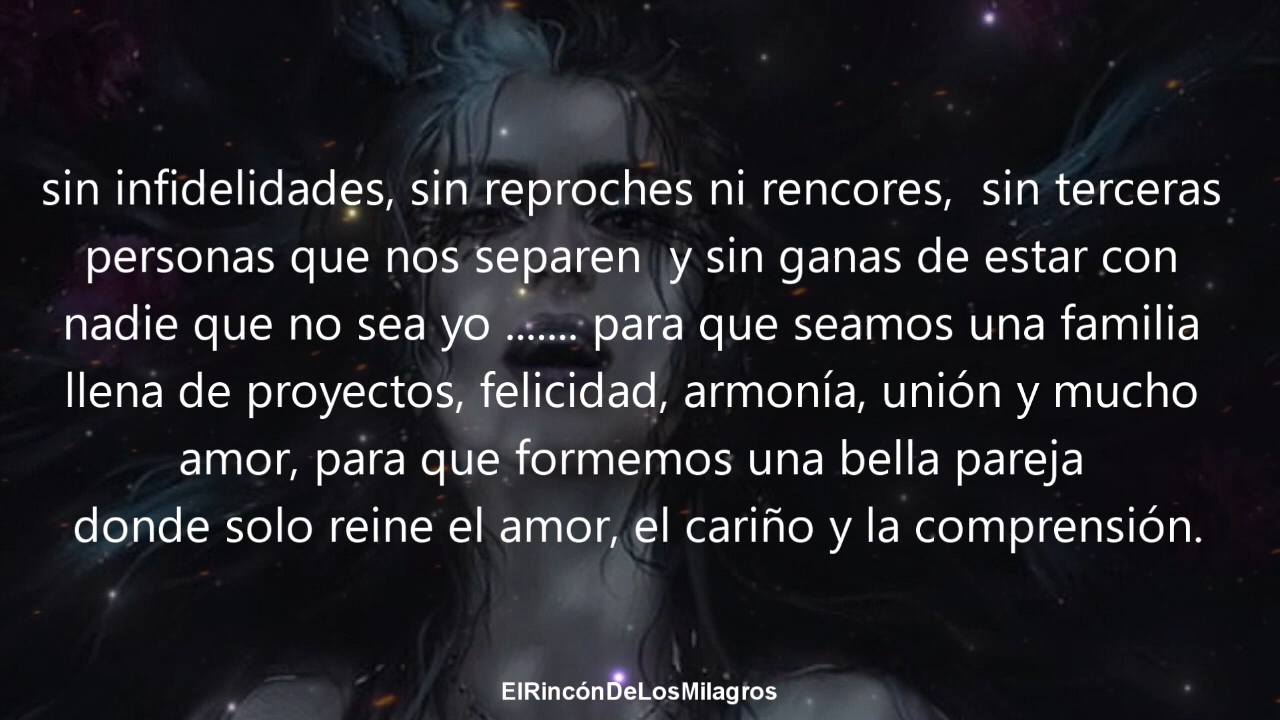 sin infidelidades, sin reproches ni rencores,  sin terceras
personas que nos separen  y sin ganas de estar con
nadie que no sea yo ....... para que seamos una familia
llena de proyectos, felicidad, armonía, unión y mucho
amor, para que formemos una bella pareja
donde solo reine el amor, el cariño y la comprensión.
ElRincónDeLosMilagros